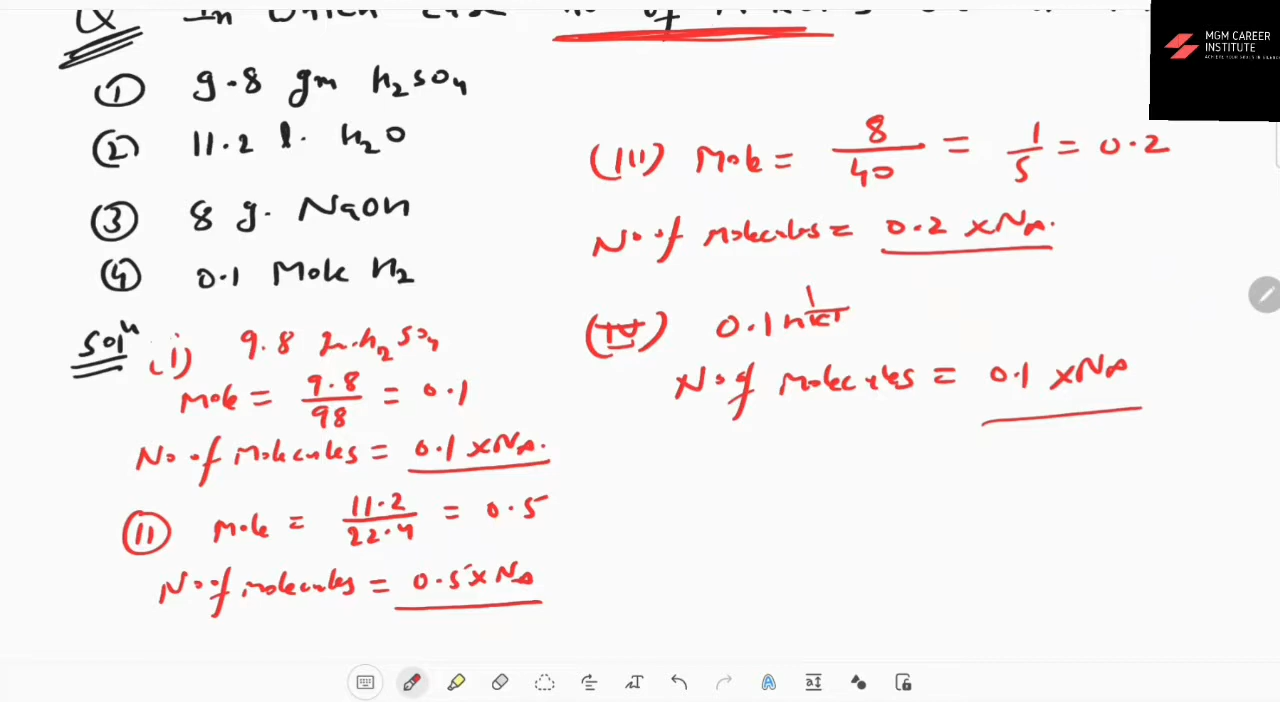 Q In which case no of
① 9.8 gm H₂SO₄
② 11.2 l. H₂O
③ 8 g. NaOH
④ 0.1 Mole H₂
Solⁿ (i) 9.8 gm. H₂SO₄
Mole = 9.8/98 = 0.1
No. of molecules = 0.1 × NA.
(II) Mole = 11.2/22.4 = 0.5
No. of molecules = 0.5 × NA
(III) Mole = 8/40 = 1/5 = 0.2
No. of molecules = 0.2 × NA.
(IV) 0.1
No. of molecules = 0.1 × NA
MGM CAREER
INSTITUTE